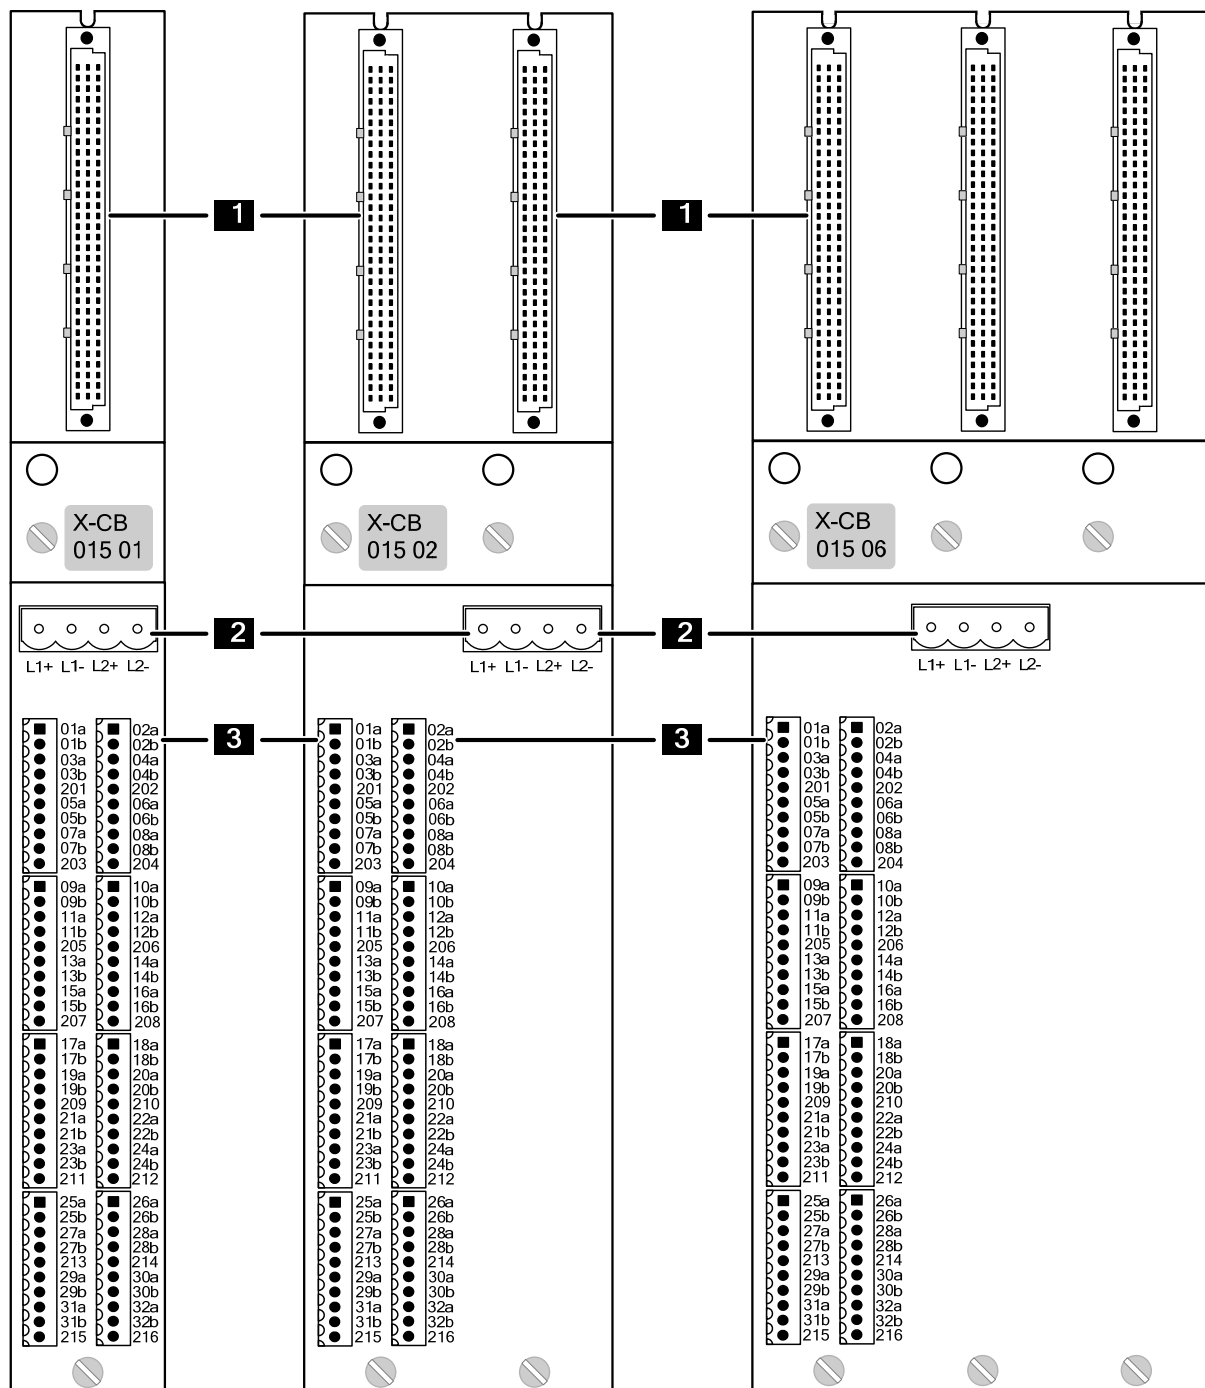 1
1
X-CB
015 01
X-CB
015 02
X-CB
015 06
2
2
L1+ L1- L2+ L2-
L1+ L1- L2+ L2-
L1+ L1- L2+ L2-
3
3
01a 02a
01b 02b
03a 04a
03b 04b
201 202
05a 06a
05b 06b
07a 08a
07b 08b
203 204
09a 10a
09b 10b
11a 12a
11b 12b
205 206
13a 14a
13b 14b
15a 16a
15b 16b
207 208
17a 18a
17b 18b
19a 20a
19b 20b
209 210
21a 22a
21b 22b
23a 24a
23b 24b
211 212
25a 26a
25b 26b
27a 28a
27b 28b
213 214
29a 30a
29b 30b
31a 32a
31b 32b
215 216
01a 02a
01b 02b
03a 04a
03b 04b
201 202
05a 06a
05b 06b
07a 08a
07b 08b
203 204
09a 10a
09b 10b
11a 12a
11b 12b
205 206
13a 14a
13b 14b
15a 16a
15b 16b
207 208
17a 18a
17b 18b
19a 20a
19b 20b
209 210
21a 22a
21b 22b
23a 24a
23b 24b
211 212
25a 26a
25b 26b
27a 28a
27b 28b
213 214
29a 30a
29b 30b
31a 32a
31b 32b
215 216
01a 02a
01b 02b
03a 04a
03b 04b
201 202
05a 06a
05b 06b
07a 08a
07b 08b
203 204
09a 10a
09b 10b
11a 12a
11b 12b
205 206
13a 14a
13b 14b
15a 16a
15b 16b
207 208
17a 18a
17b 18b
19a 20a
19b 20b
209 210
21a 22a
21b 22b
23a 24a
23b 24b
211 212
25a 26a
25b 26b
27a 28a
27b 28b
213 214
29a 30a
29b 30b
31a 32a
31b 32b
215 216